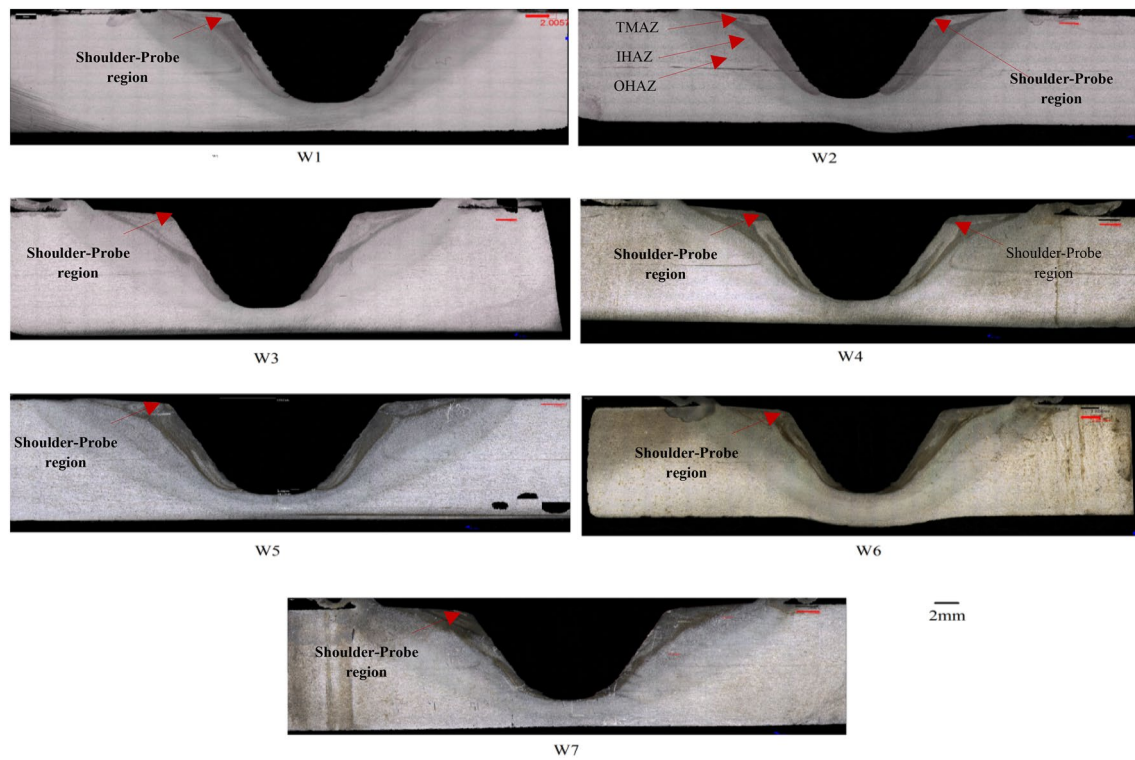 Shoulder-Probe
region
2.0057
W1
TMAZ
IHAZ
OHAZ
Shoulder-Probe
region
W2
Shoulder-Probe
region
W3
Shoulder-Probe
region
Shoulder-Probe
region
W4
Shoulder-Probe
region
W5
Shoulder-Probe
region
W6
Shoulder-Probe
region
W7
2mm